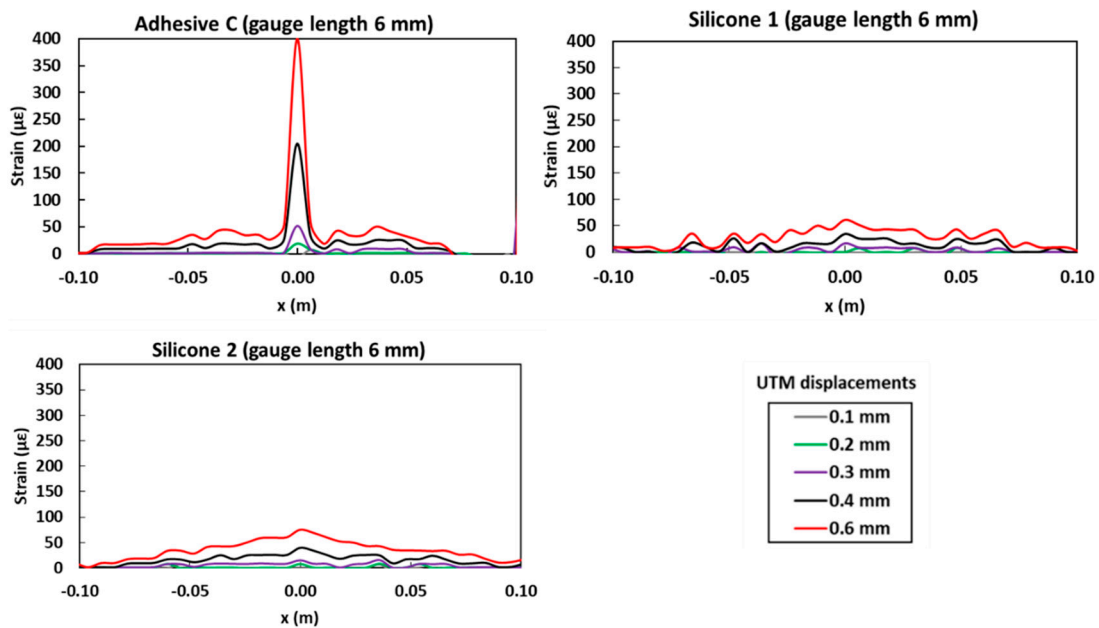 Adhesive C (gauge length 6 mm)
400
350
300
250
200
150
100
50
0
Strain (με)
-0.10
-0.05
0.00
0.05
0.10
x (m)
Silicone 1 (gauge length 6 mm)
400
350
300
250
200
150
100
50
0
Strain (με)
-0.10
-0.05
0.00
0.05
0.10
x (m)
Silicone 2 (gauge length 6 mm)
400
350
300
250
200
150
100
50
0
Strain (με)
-0.10
-0.05
0.00
0.05
0.10
x (m)
UTM displacements
0.1 mm
0.2 mm
0.3 mm
0.4 mm
0.6 mm